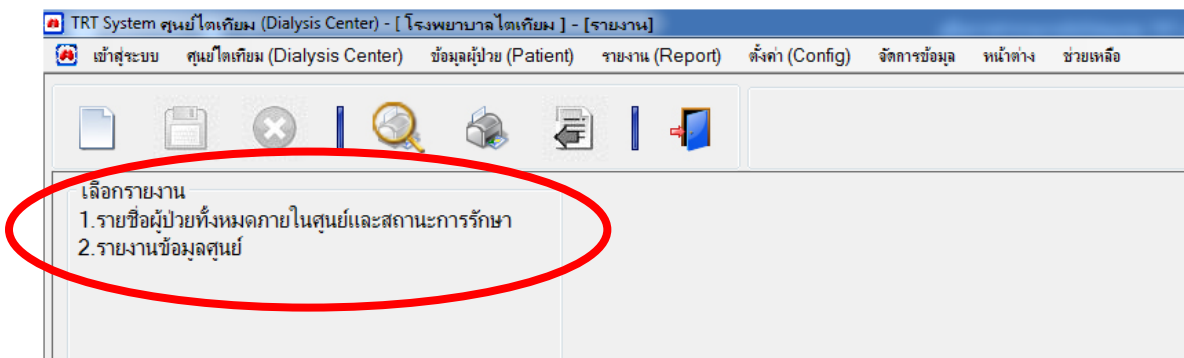 TRT System ศูนย์ไตเทียม (Dialysis Center) - [ โรงพยาบาลไตเทียม ] - [รายงาน]
เข้าสู่ระบบ ศูนย์ไตเทียม (Dialysis Center) ข้อมูลผู้ป่วย (Patient) รายงาน (Report) ตั้งค่า (Config) จัดการข้อมูล หน้าต่าง ช่วยเหลือ
เลือกรายงาน
1.รายชื่อผู้ป่วยทั้งหมดภายในศูนย์และสถานะการรักษา
2.รายงานข้อมูลศูนย์